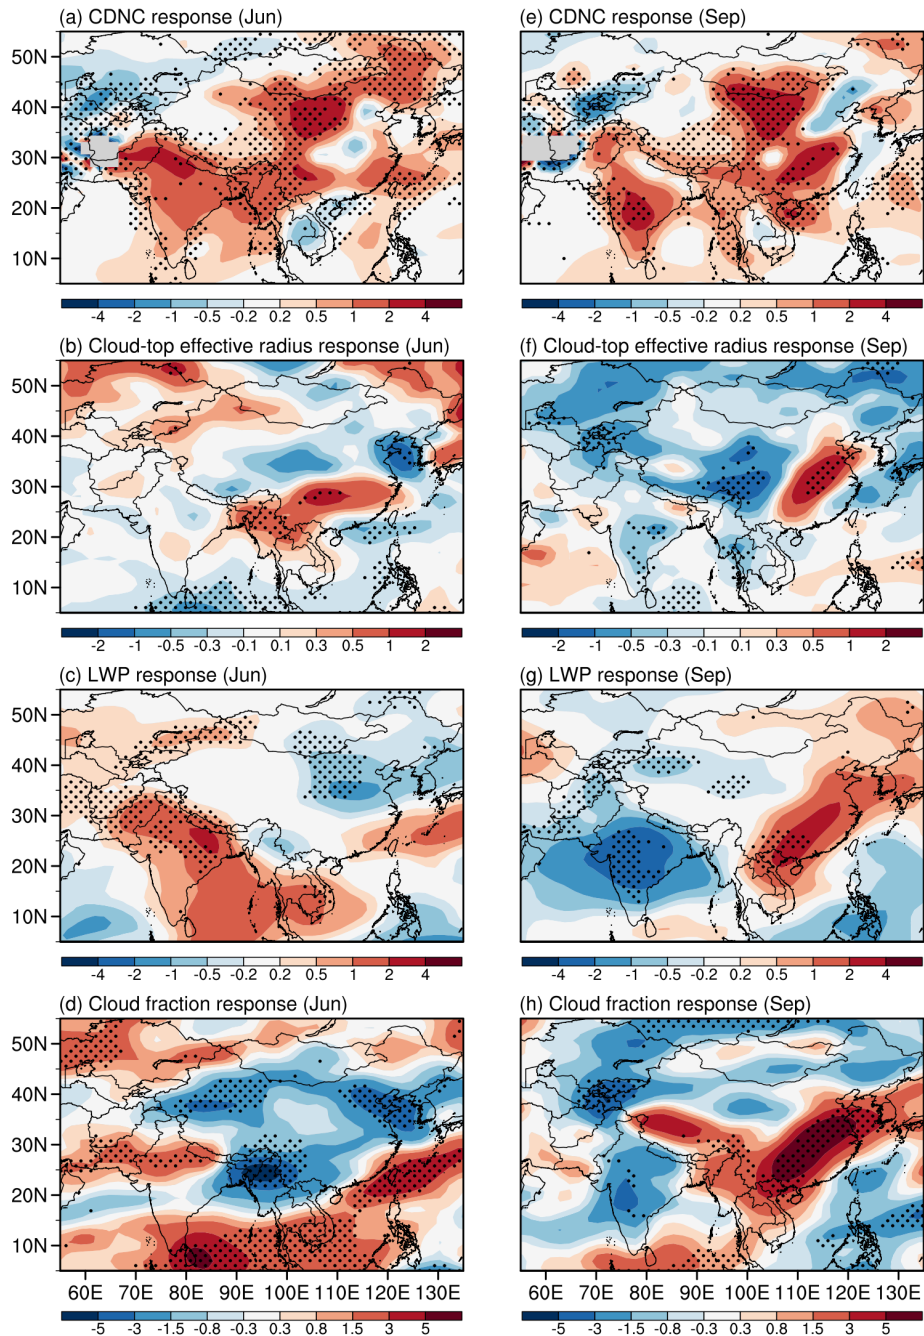 (a) CDNC response (Jun)
50N
40N
30N
20N
10N
-4 -2 -1 -0.5 -0.2 0.2 0.5 1 2 4
(e) CDNC response (Sep)
-4 -2 -1 -0.5 -0.2 0.2 0.5 1 2 4
(b) Cloud-top effective radius response (Jun)
50N
40N
30N
20N
10N
-2 -1 -0.5 -0.3 -0.1 0.1 0.3 0.5 1 2
(f) Cloud-top effective radius response (Sep)
-2 -1 -0.5 -0.3 -0.1 0.1 0.3 0.5 1 2
(c) LWP response (Jun)
50N
40N
30N
20N
10N
-4 -2 -1 -0.5 -0.2 0.2 0.5 1 2 4
(g) LWP response (Sep)
-4 -2 -1 -0.5 -0.2 0.2 0.5 1 2 4
(d) Cloud fraction response (Jun)
50N
40N
30N
20N
10N
60E 70E 80E 90E 100E 110E 120E 130E
-5 -3 -1.5 -0.8 -0.3 0.3 0.8 1.5 3 5
(h) Cloud fraction response (Sep)
60E 70E 80E 90E 100E 110E 120E 130E
-5 -3 -1.5 -0.8 -0.3 0.3 0.8 1.5 3 5